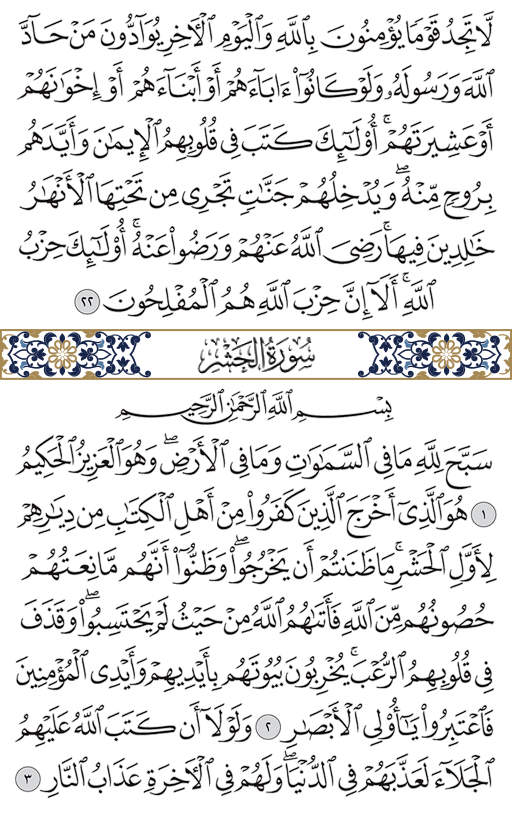 لَّا تَجِدُ قَوْمًا يُؤْمِنُونَ بِٱللَّهِ وَٱلْيَوْمِ ٱلْءَاخِرِ يُوَآدُّونَ مَنْ حَآدَّ
ٱللَّهَ وَرَسُولَهُۥ وَلَوْ كَانُوٓا۟ ءَابَآءَهُمْ أَوْ أَبْنَآءَهُمْ أَوْ إِخْوَٰنَهُمْ
أَوْ عَشِيرَتَهُمْ ۚ أُو۟لَٰٓئِكَ كَتَبَ فِى قُلُوبِهِمُ ٱلْإِيمَٰنَ وَأَيَّدَهُم
بِرُوحٍ مِّنْهُ ۖ وَيُدْخِلُهُمْ جَنَّٰتٍ تَجْرِى مِن تَحْتِهَا ٱلْأَنْهَٰرُ
خَٰلِدِينَ فِيهَا ۚ رَضِىَ ٱللَّهُ عَنْهُمْ وَرَضُوا۟ عَنْهُ ۚ أُو۟لَٰٓئِكَ حِزْبُ
ٱللَّهِ ۚ أَلَآ إِنَّ حِزْبَ ٱللَّهِ هُمُ ٱلْمُفْلِحُونَ ٢٢
سُورَةُ الحَشْرِ
بِسْمِ ٱللَّهِ ٱلرَّحْمَٰنِ ٱلرَّحِيمِ
سَبَّحَ لِلَّهِ مَا فِى ٱلسَّمَٰوَٰتِ وَمَا فِى ٱلْأَرْضِ ۖ وَهُوَ ٱلْعَزِيزُ ٱلْحَكِيمُ
١ هُوَ ٱلَّذِىٓ أَخْرَجَ ٱلَّذِينَ كَفَرُوا۟ مِنْ أَهْلِ ٱلْكِتَٰبِ مِن دِيَٰرِهِمْ
لِأَوَّلِ ٱلْحَشْرِ ۚ مَا ظَنَنتُمْ أَن يَخْرُجُوا۟ ۖ وَظَنُّوٓا۟ أَنَّهُم مَّانِعَتُهُمْ
حُصُونُهُم مِّنَ ٱللَّهِ فَأَتَىٰهُمُ ٱللَّهُ مِنْ حَيْثُ لَمْ يَحْتَسِبُوا۟ ۖ وَقَذَفَ
فِى قُلُوبِهِمُ ٱلرُّعْبَ ۚ يُخْرِبُونَ بُيُوتَهُم بِأَيْدِيهِمْ وَأَيْدِى ٱلْمُؤْمِنِينَ
فَٱعْتَبِرُوا۟ يَٰٓأُو۟لِى ٱلْأَبْصَٰرِ ٢ وَلَوْلَآ أَن كَتَبَ ٱللَّهُ عَلَيْهِمُ
ٱلْجَلَآءَ لَعَذَّبَهُمْ فِى ٱلدُّنْيَا ۖ وَلَهُمْ فِى ٱلْءَاخِرَةِ عَذَابُ ٱلنَّارِ ٣